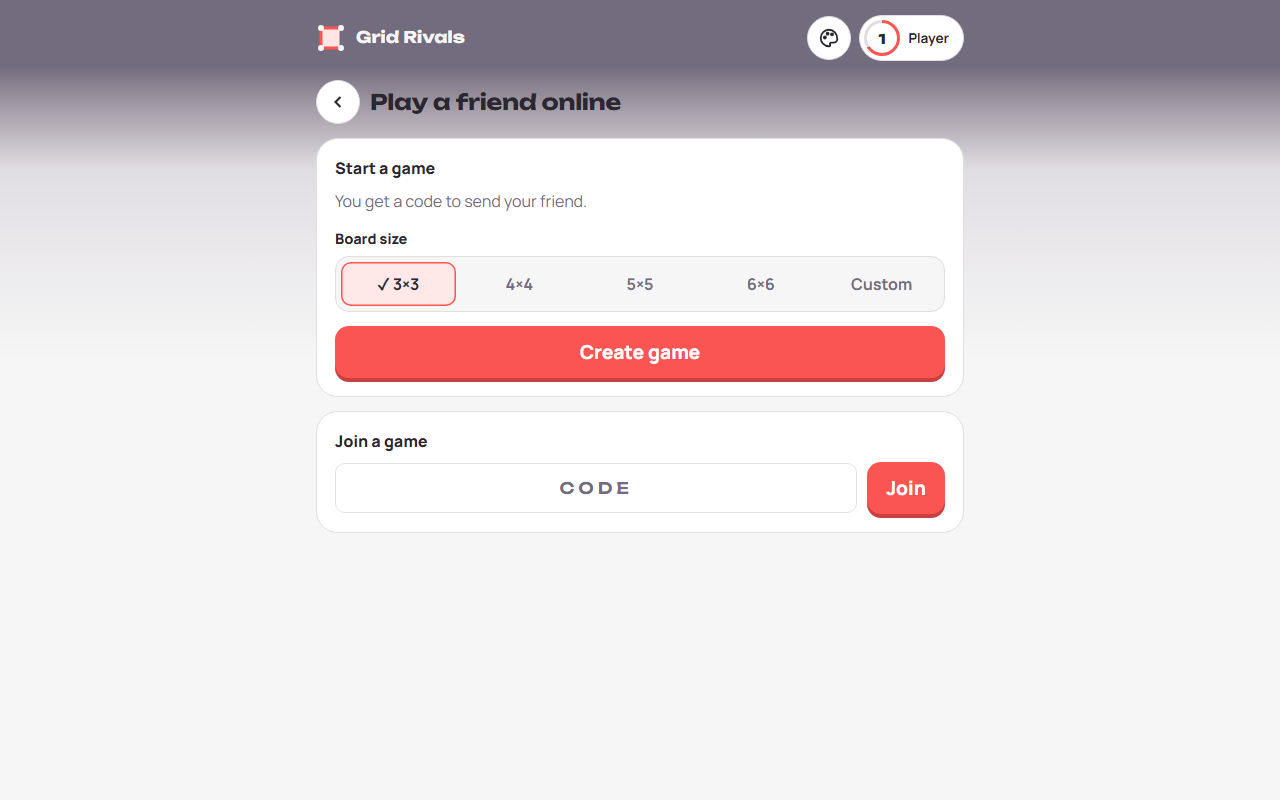 Grid Rivals
1 Player
Play a friend online
Start a game
You get a code to send your friend.
Board size
✓ 3×3 4×4 5×5 6×6 Custom
Create game
Join a game
CODE Join